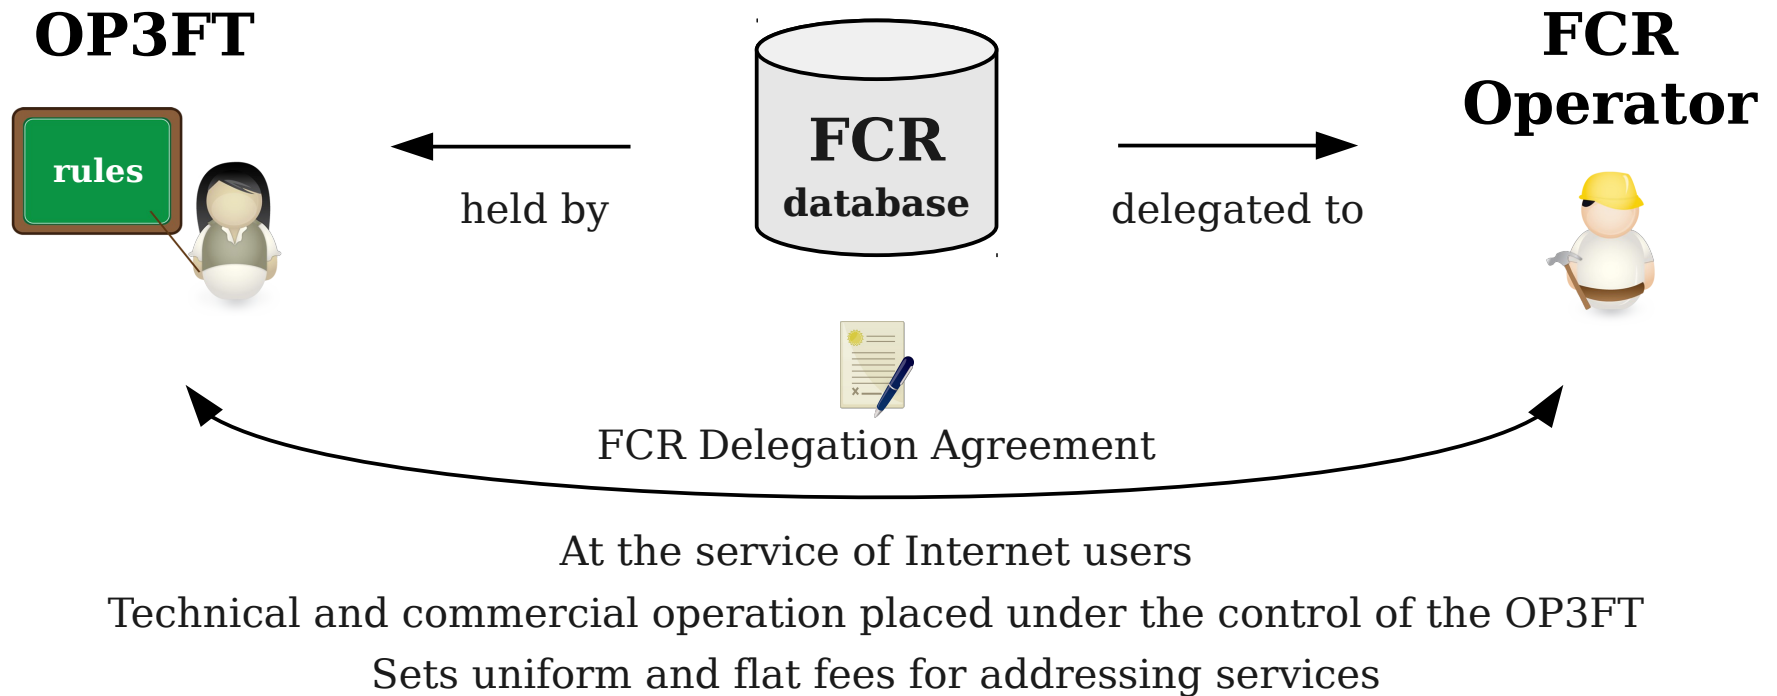 OP3FT
FCR
Operator
rules
FCR
database
held by
delegated to
x
FCR Delegation Agreement
At the service of Internet users
Technical and commercial operation placed under the control of the OP3FT
Sets uniform and flat fees for addressing services